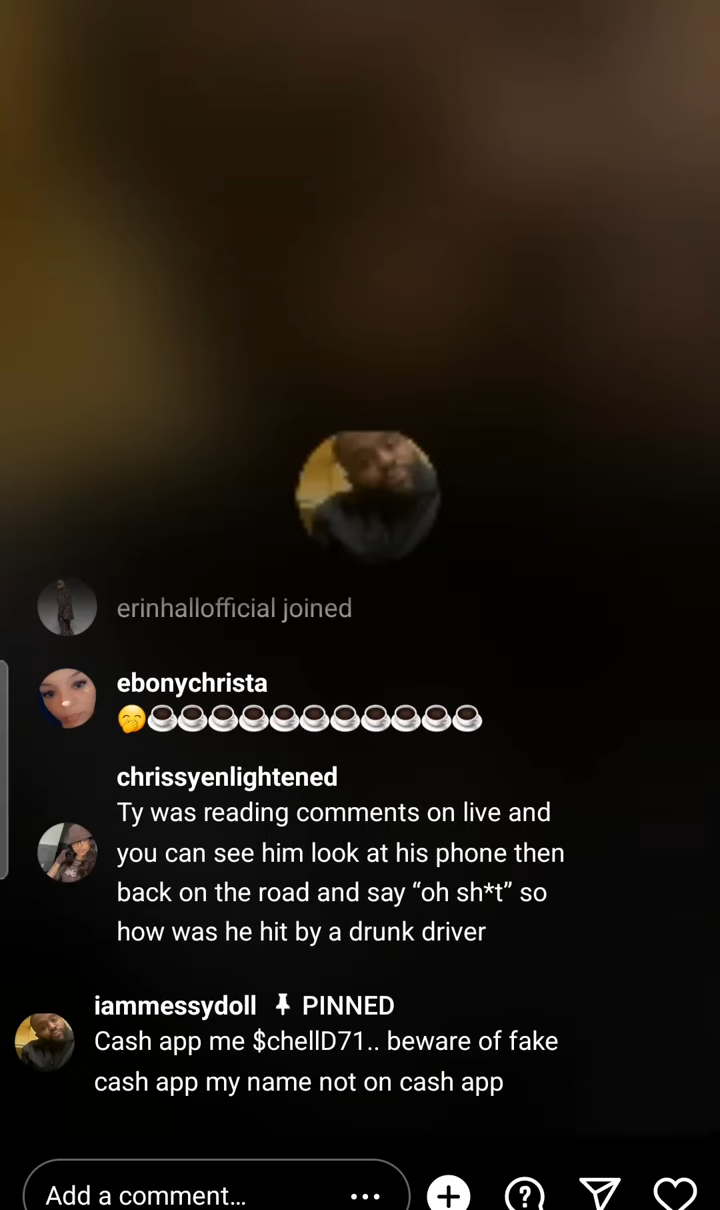 erinhallofficial joined
ebonychrista
🤭☕☕☕☕☕☕☕☕☕☕☕
chrissyenlightened
Ty was reading comments on live and
you can see him look at his phone then
back on the road and say “oh sh*t” so
how was he hit by a drunk driver
iammessydoll 📌 PINNED
Cash app me $chellD71.. beware of fake
cash app my name not on cash app
Add a comment...